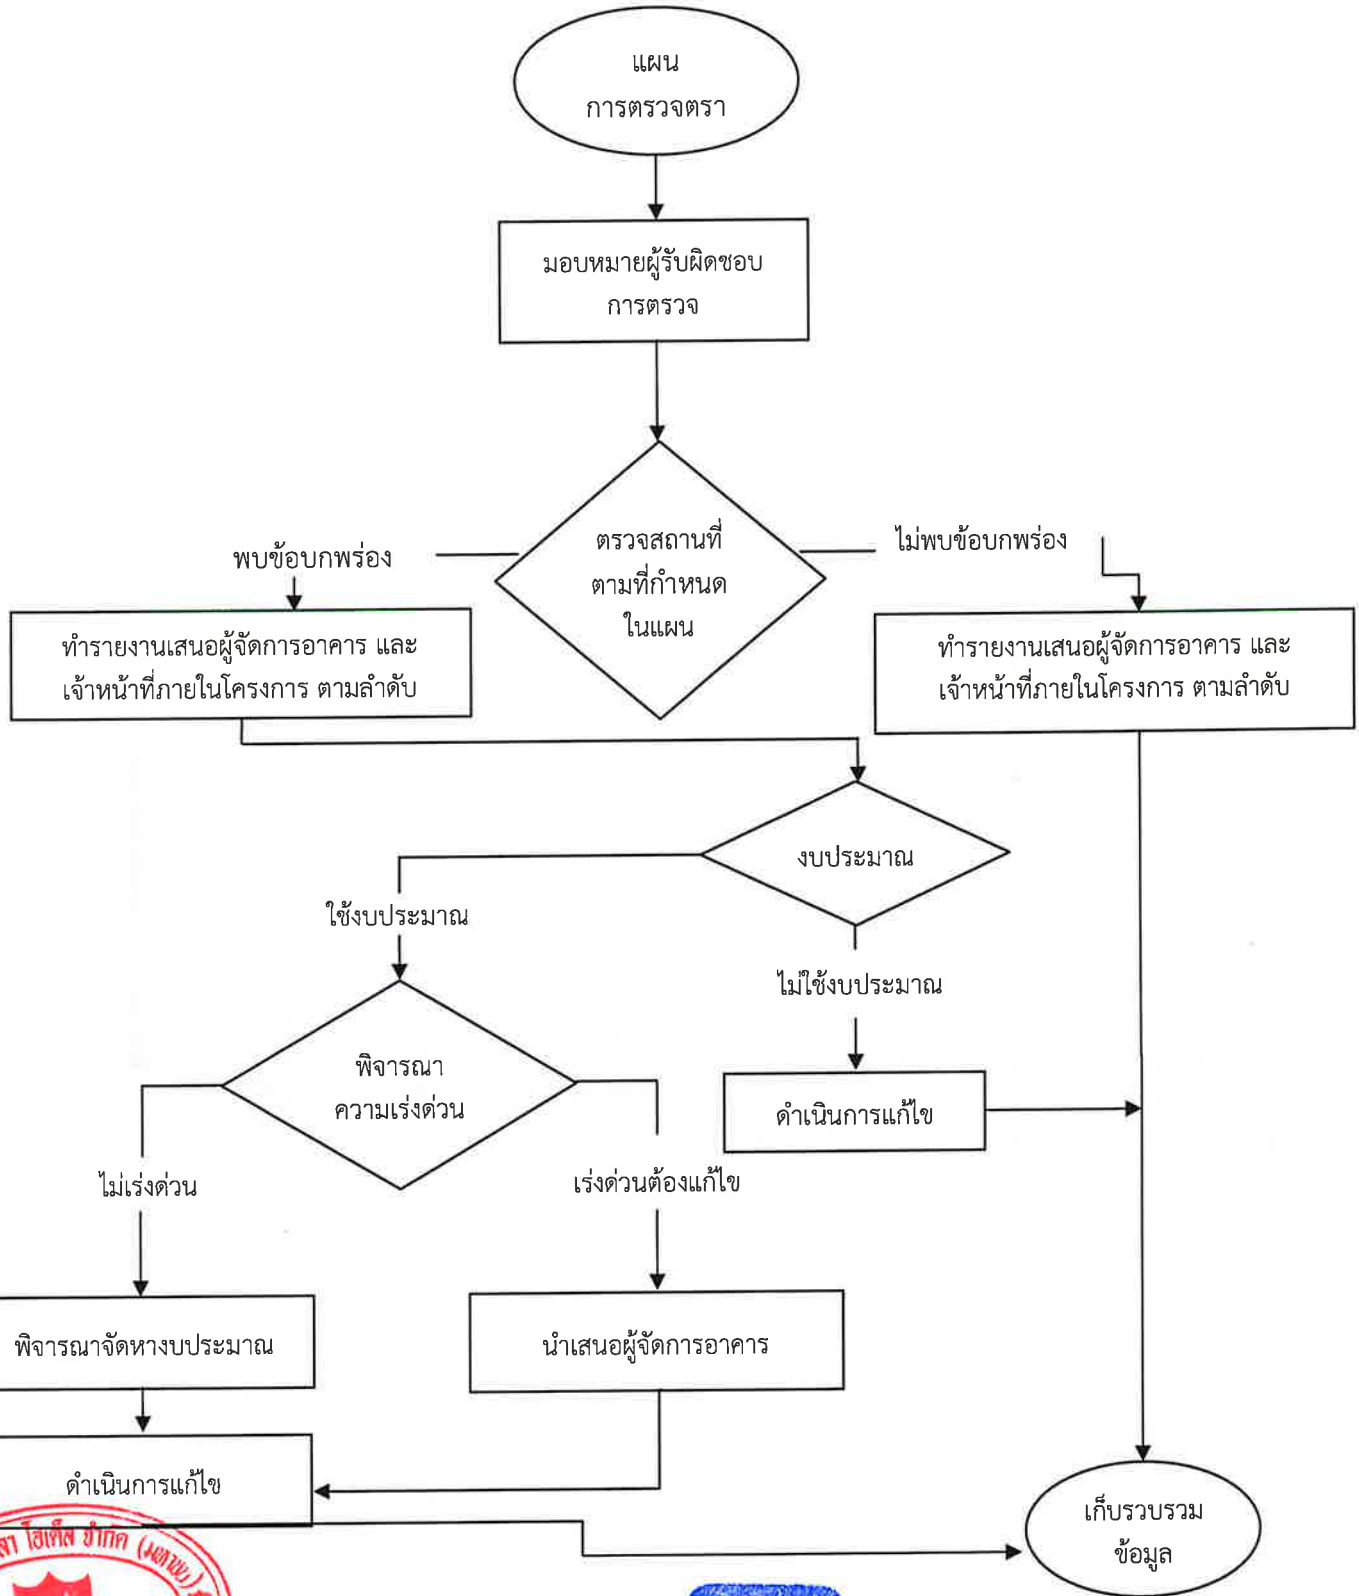 แผน
การตรวจตรา
มอบหมายผู้รับผิดชอบ
การตรวจ
ตรวจสถานที่
ตามที่กำหนด
ในแผน
พบข้อบกพร่อง
ไม่พบข้อบกพร่อง
ทำรายงานเสนอผู้จัดการอาคาร และ
เจ้าหน้าที่ภายในโครงการ ตามลำดับ
ทำรายงานเสนอผู้จัดการอาคาร และ
เจ้าหน้าที่ภายในโครงการ ตามลำดับ
งบประมาณ
ใช้งบประมาณ
ไม่ใช้งบประมาณ
พิจารณา
ความเร่งด่วน
ดำเนินการแก้ไข
ไม่เร่งด่วน
เร่งด่วนต้องแก้ไข
พิจารณาจัดหางบประมาณ
นำเสนอผู้จัดการอาคาร
ดำเนินการแก้ไข
เก็บรวบรวม
ข้อมูล
โฮเต็ล จำกัด (มหาชน)